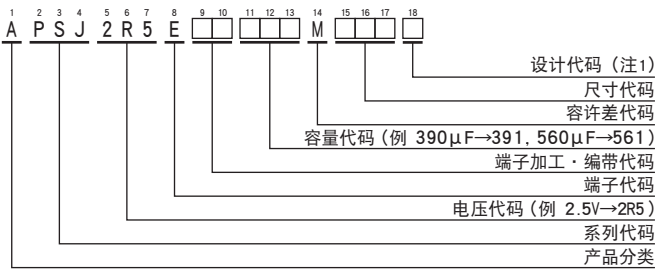 1 2 3 4 5 6 7 8 9 10 11 12 13 14 15 16 17 18
A PSJ 2R5 E □□ □□□ M □□□ □
设计代码（注1）
尺寸代码
容许差代码
容量代码（例 390μF→391，560μF→561）
端子加工・编带代码
端子代码
电压代码（例 2.5V→2R5）
系列代码
产品分类